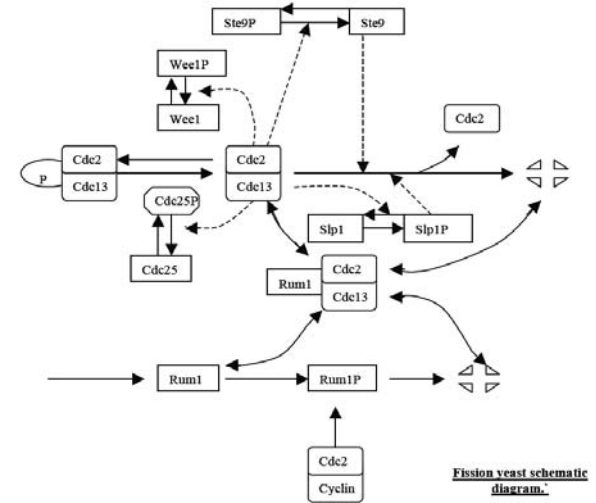 Ste9P
Ste9
Wee1P
Wee1
Cdc2
Cdc2
Cdc13
P
Cdc2
Cdc13
Cdc25P
Cdc25
Slp1
Slp1P
Rum1
Cdc2
Cdc13
Rum1
Rum1P
Cdc2
Cyclin
Fission yeast schematic
diagram.`